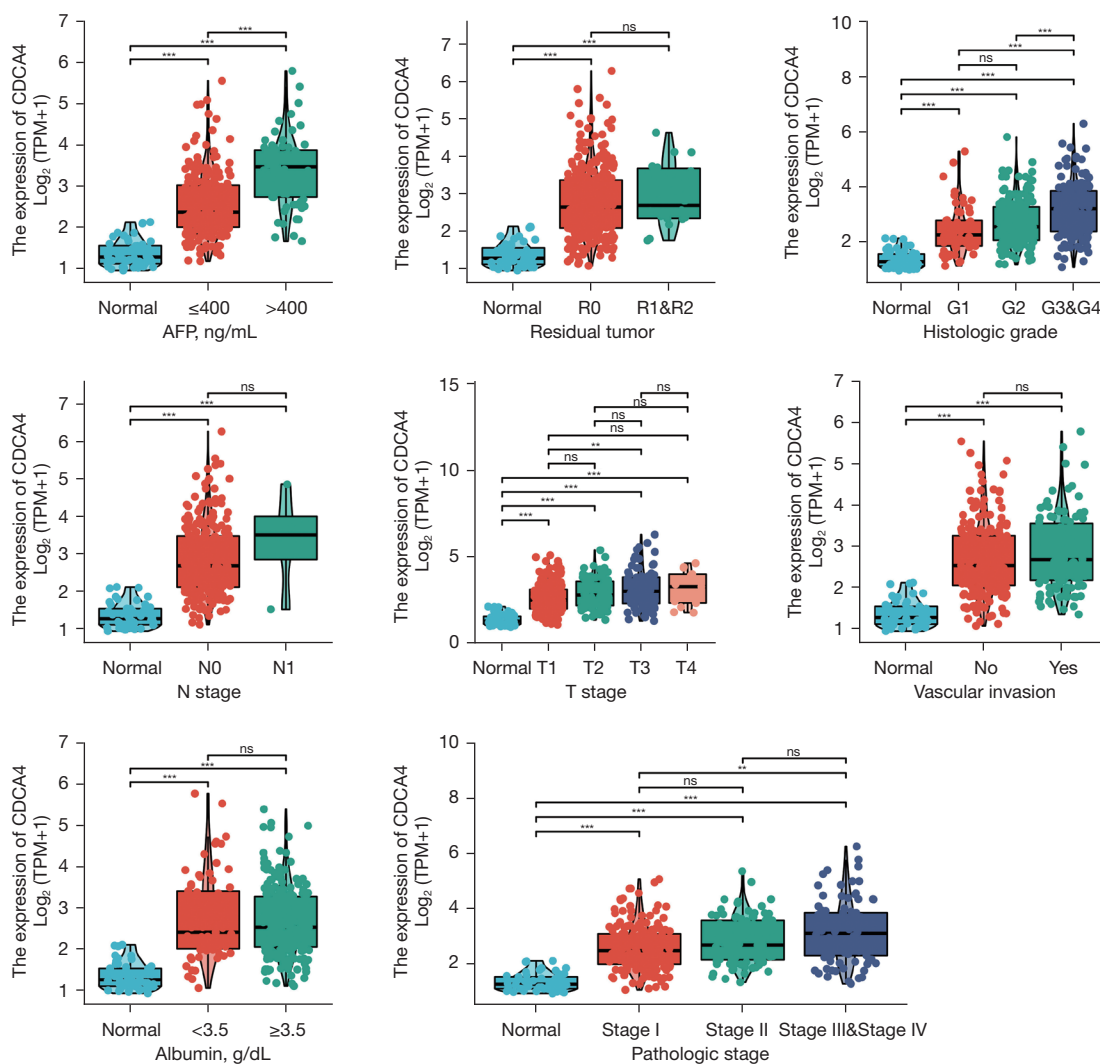 The expression of CDCA4
Log₂ (TPM+1)
7
6
5
4
3
2
1
***
***
***
Normal
≤400
>400
AFP, ng/mL
The expression of CDCA4
Log₂ (TPM+1)
7
6
5
4
3
2
1
ns
***
***
Normal
R0
R1&R2
Residual tumor
The expression of CDCA4
Log₂ (TPM+1)
10
8
6
4
2
***
***
ns
***
***
***
Normal
G1
G2
G3&G4
Histologic grade
The expression of CDCA4
Log₂ (TPM+1)
7
6
5
4
3
2
1
ns
***
***
Normal
N0
N1
N stage
The expression of CDCA4
Log₂ (TPM+1)
15
10
5
0
ns
ns
ns
ns
**
ns
***
***
***
***
Normal
T1
T2
T3
T4
T stage
The expression of CDCA4
Log₂ (TPM+1)
7
6
5
4
3
2
1
ns
***
***
Normal
No
Yes
Vascular invasion
The expression of CDCA4
Log₂ (TPM+1)
7
6
5
4
3
2
1
ns
***
***
Normal
<3.5
≥3.5
Albumin, g/dL
The expression of CDCA4
Log₂ (TPM+1)
10
8
6
4
2
ns
**
ns
***
***
***
Normal
Stage I
Stage II
Stage III&Stage IV
Pathologic stage